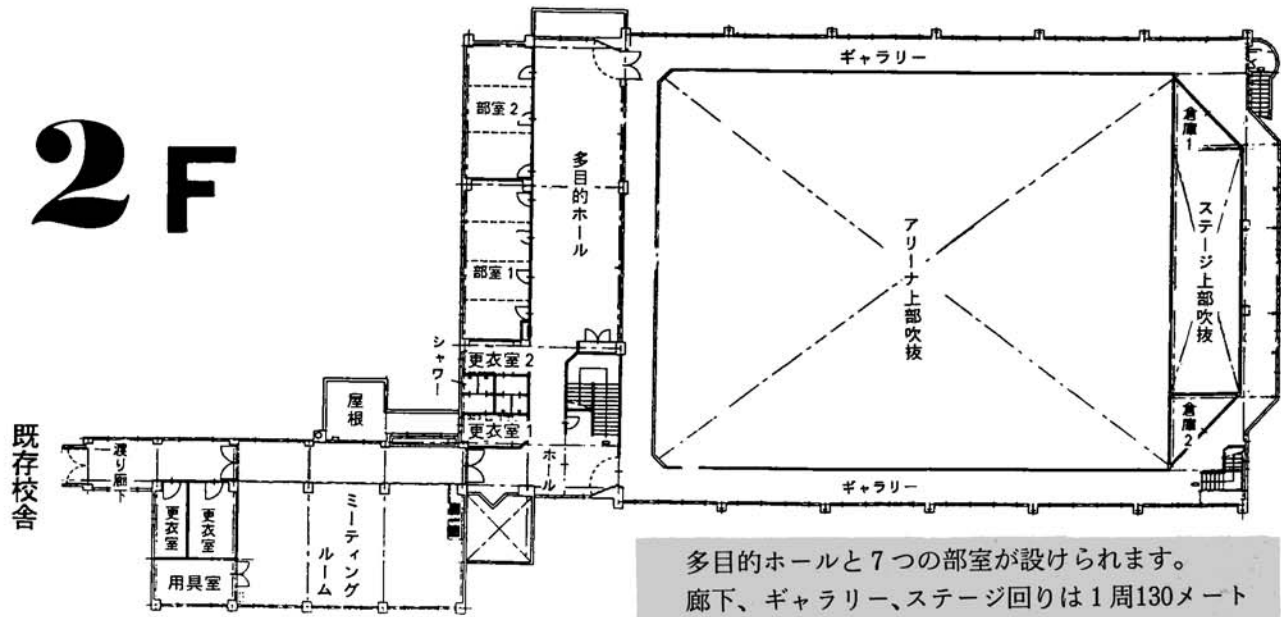 2F
ギャラリー
部室2
多目的ホール
倉庫1
アリーナ上部吹抜
ステージ上部吹抜
部室1
シャワー
更衣室2
屋根
更衣室1
倉庫2
既存校舎
渡り廊下
ホール
ギャラリー
更衣室
更衣室
ミーティング
ルーム
用具室
多目的ホールと7つの部室が設けられます。
廊下、ギャラリー、ステージ回りは1周130メート